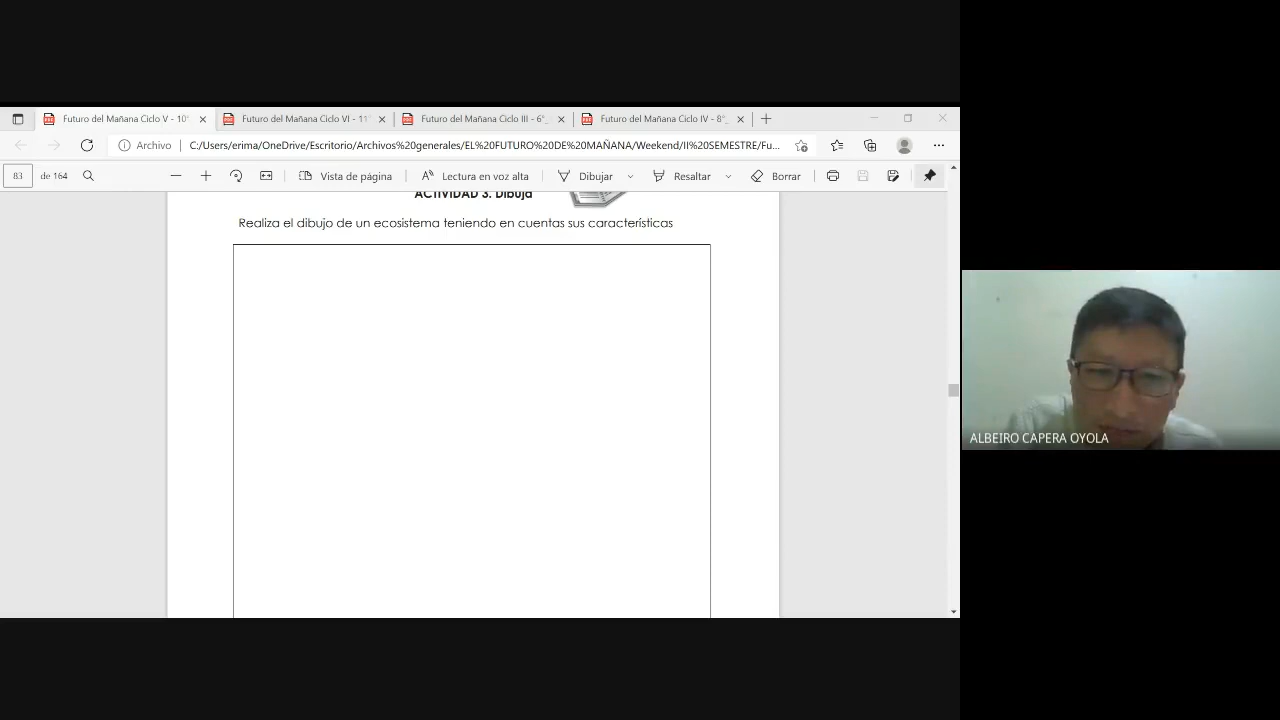 Futuro del Mañana Ciclo V - 10°
Futuro del Mañana Ciclo VI - 11°
Futuro del Mañana Ciclo III - 6°_
Futuro del Mañana Ciclo IV - 8°_
Archivo
C:/Users/erima/OneDrive/Escritorio/Archivos%20generales/EL%20FUTURO%20DE%20MAÑANA/Weekend/II%20SEMESTRE/Fu...
83 de 164
Vista de página
Lectura en voz alta
Dibujar
Resaltar
Borrar
ACTIVIDAD 3. Dibuja
Realiza el dibujo de un ecosistema teniendo en cuentas sus características
ALBEIRO CAPERA OYOLA